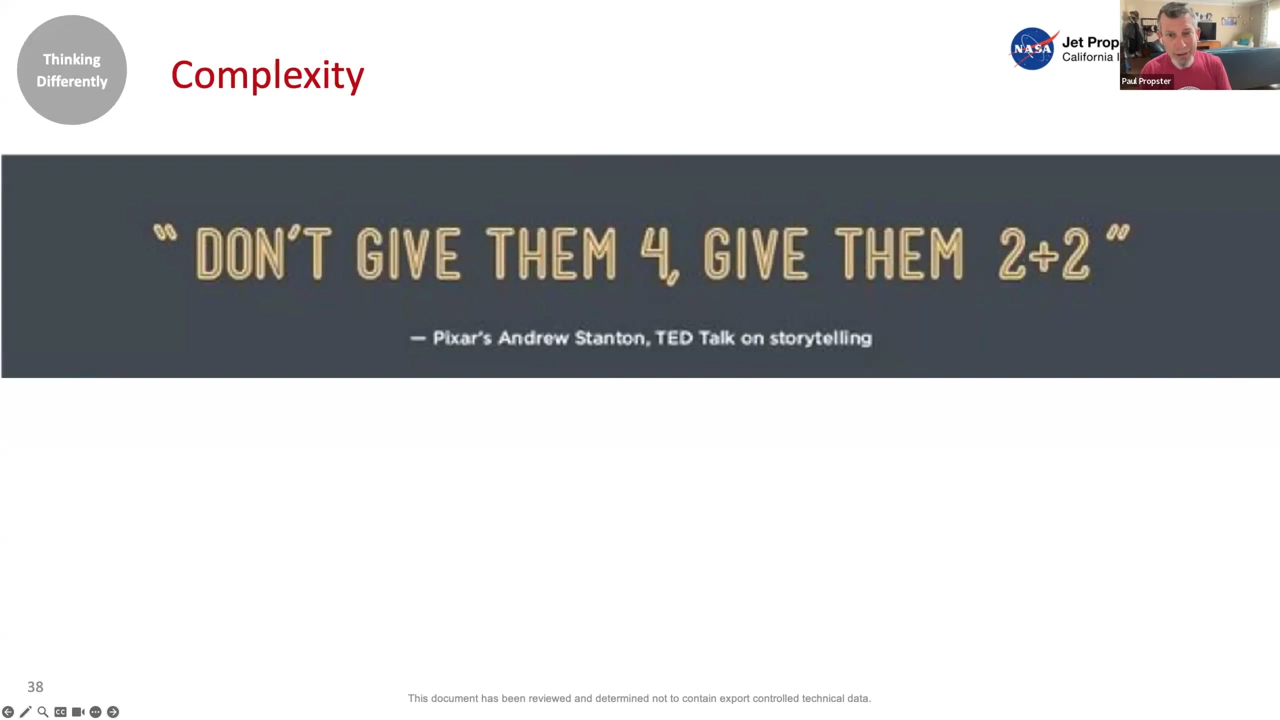 Thinking
Differently
Complexity
NASA
Jet Prop
California I
Paul Propster
“ DON’T GIVE THEM 4, GIVE THEM 2+2 ”
— Pixar's Andrew Stanton, TED Talk on storytelling
38
This document has been reviewed and determined not to contain export controlled technical data.
CC